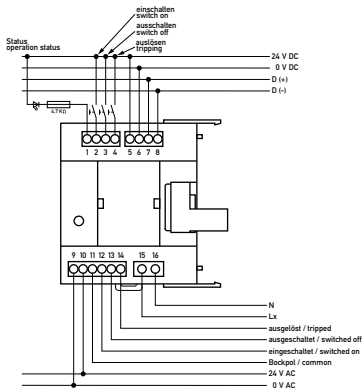 einschalten
switch on
ausschalten
switch off
auslösen
tripping
Status
operation status
24 V DC
0 V DC
D (+)
D (-)
4.7 KΩ
1 2 3 4 5 6 7 8
9 10 11 12 13 14 15 16
N
Lx
ausgelöst / tripped
ausgeschaltet / switched off
eingeschaltet / switched on
Bockpol / common
24 V AC
0 V AC